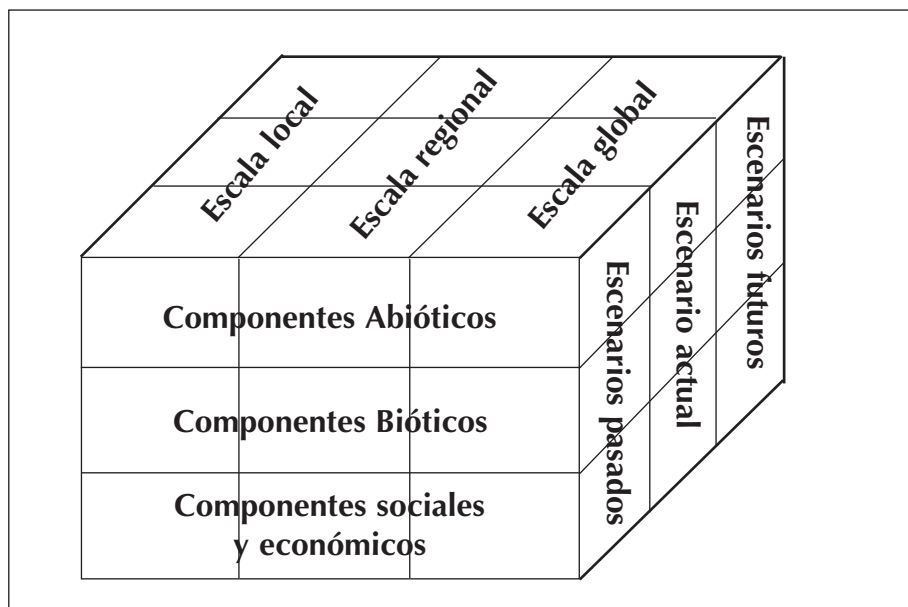 Escala local
Escala regional
Escala global
Componentes Abióticos
Componentes Bióticos
Componentes sociales
y económicos
Escenarios pasados
Escenario actual
Escenarios futuros